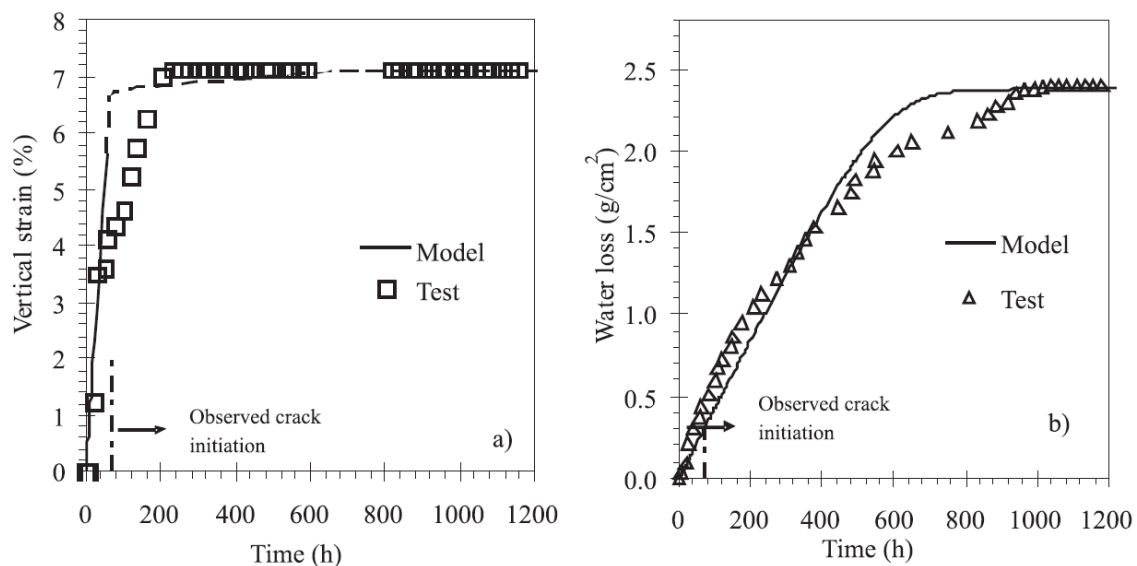 8
7
6
5
4
3
2
1
0
Vertical strain (%)
Model
Test
Observed crack
initiation
a)
0 200 400 600 800 1000 1200
Time (h)
2.5
2.0
1.5
1.0
0.5
0.0
Water loss (g/cm²)
Model
Test
Observed crack
initiation
b)
0 200 400 600 800 1000 1200
Time (h)